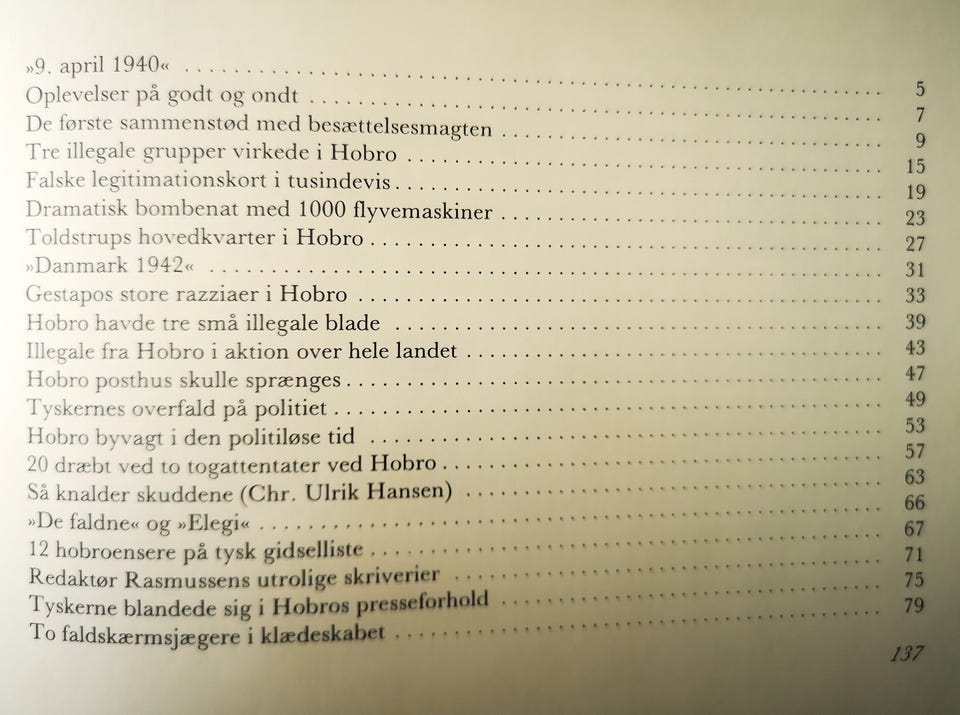 »9. april 1940« ........................................ 5
Oplevelser på godt og ondt ........................................ 7
De første sammenstød med besættelsesmagten ........................................ 9
Tre illegale grupper virkede i Hobro ........................................ 15
Falske legitimationskort i tusindevis ........................................ 19
Dramatisk bombenat med 1000 flyvemaskiner ........................................ 23
Toldstrups hovedkvarter i Hobro ........................................ 27
»Danmark 1942« ........................................ 31
Gestapos store razziaer i Hobro ........................................ 33
Hobro havde tre små illegale blade ........................................ 39
Illegale fra Hobro i aktion over hele landet ........................................ 43
Hobro posthus skulle sprænges ........................................ 47
Tyskernes overfald på politiet ........................................ 49
Hobro byvagt i den politiløse tid ........................................ 53
20 dræbt ved to togattentater ved Hobro ........................................ 57
Så knalder skuddene (Chr. Ulrik Hansen) ........................................ 63
»De faldne« og »Elegi« ........................................ 66
12 hobroensere på tysk gidselliste ........................................ 67
Redaktør Rasmussens utrolige skriverier ........................................ 71
Tyskerne blandede sig i Hobros presseforhold ........................................ 75
To faldskærmsjægere i klædeskabet ........................................ 79
137